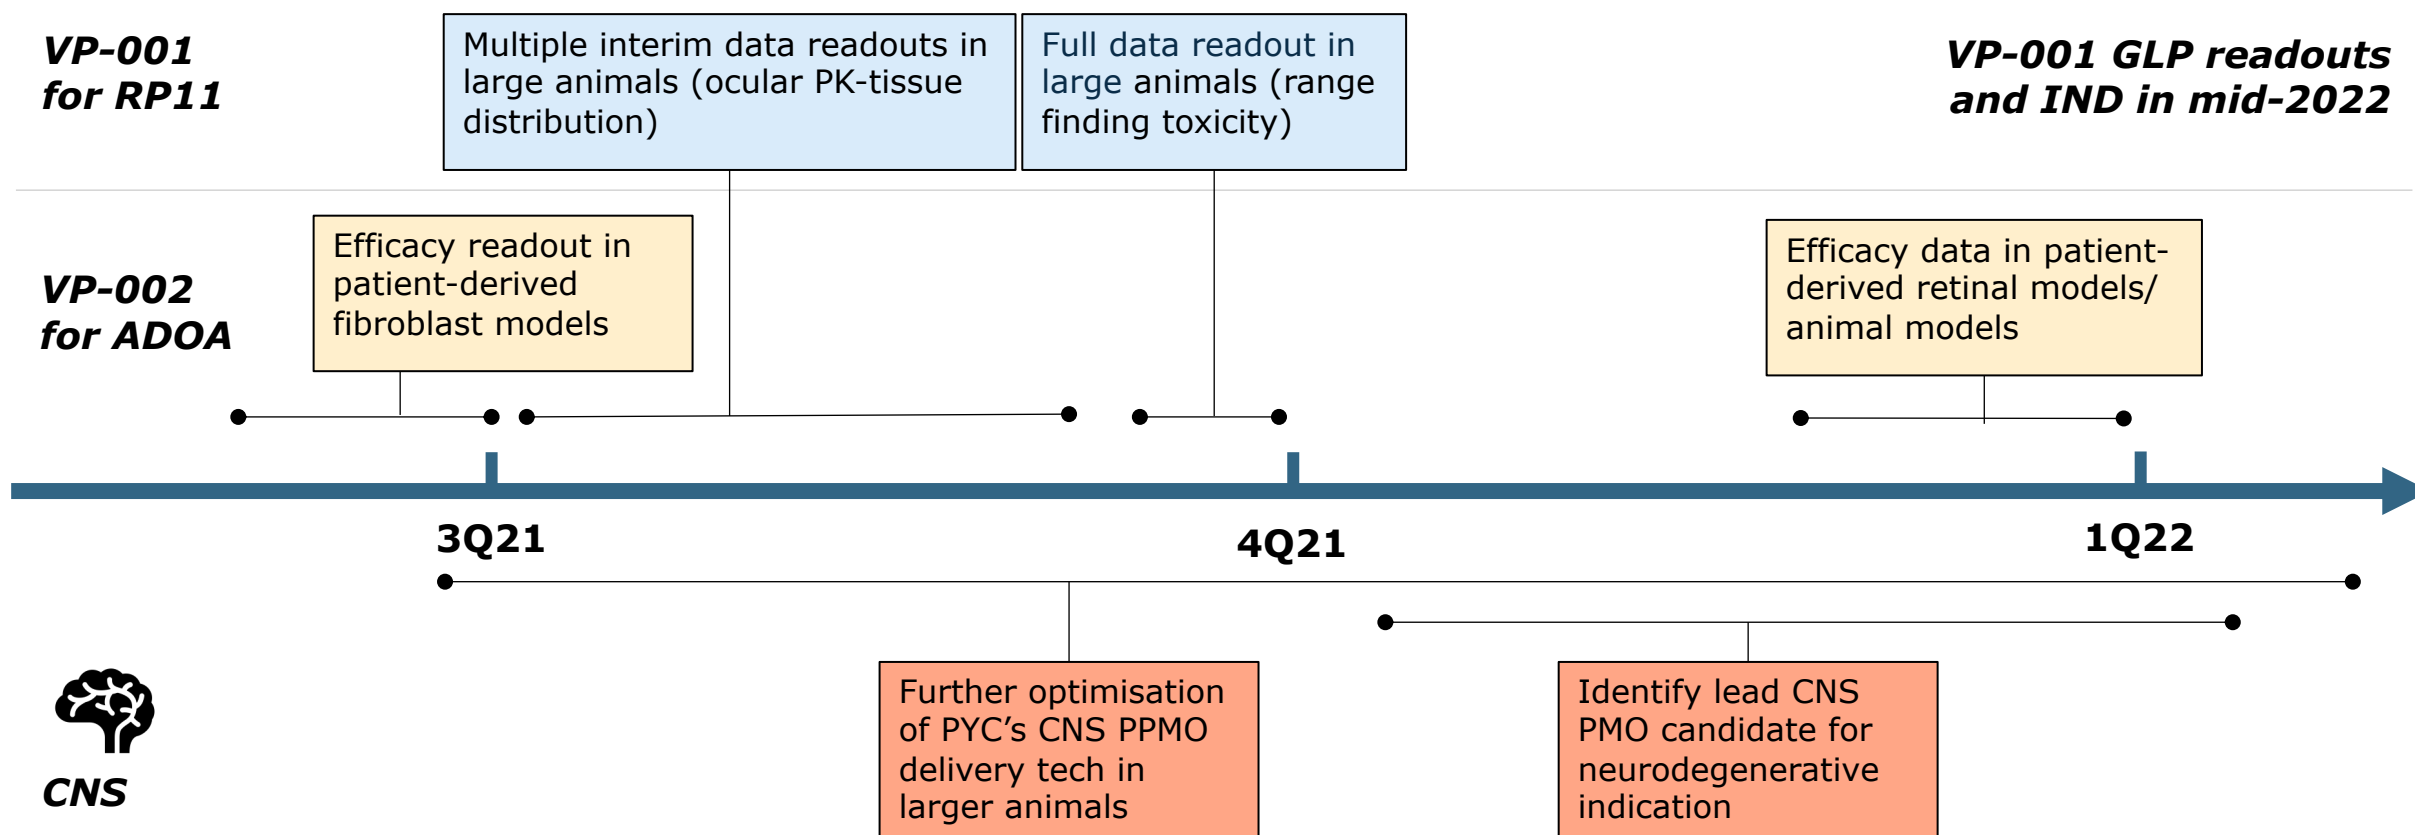 VP-001
for RP11
Multiple interim data readouts in
large animals (ocular PK-tissue
distribution)
Full data readout in
large animals (range
finding toxicity)
VP-001 GLP readouts
and IND in mid-2022
VP-002
for ADOA
Efficacy readout in
patient-derived
fibroblast models
Efficacy data in patient-
derived retinal models/
animal models
3Q21
4Q21
1Q22
CNS
Further optimisation
of PYC’s CNS PPMO
delivery tech in
larger animals
Identify lead CNS
PMO candidate for
neurodegenerative
indication